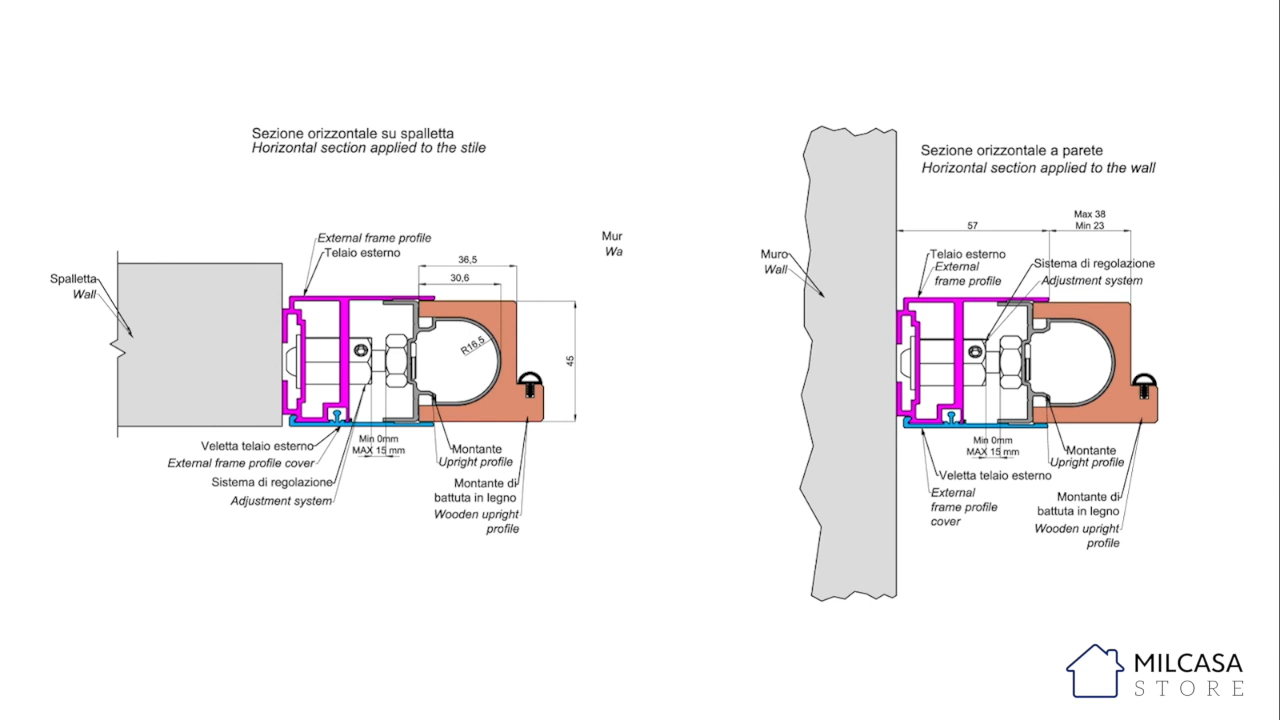 Sezione orizzontale su spalletta
Horizontal section applied to the stile
External frame profile
Telaio esterno
Spalletta
Wall
36,5
30,6
R16,5
45
Min 0mm
MAX 15 mm
Veletta telaio esterno
External frame profile cover
Sistema di regolazione
Adjustment system
Montante
Upright profile
Montante di
battuta in legno
Wooden upright
profile
Mur
Wa
Sezione orizzontale a parete
Horizontal section applied to the wall
57
Max 38
Min 23
Muro
Wall
Telaio esterno
External
frame profile
Sistema di regolazione
Adjustment system
Min 0mm
MAX 15 mm
Veletta telaio esterno
External
frame profile
cover
Montante
Upright profile
Montante di
battuta in legno
Wooden upright
profile
MILCASA
STORE